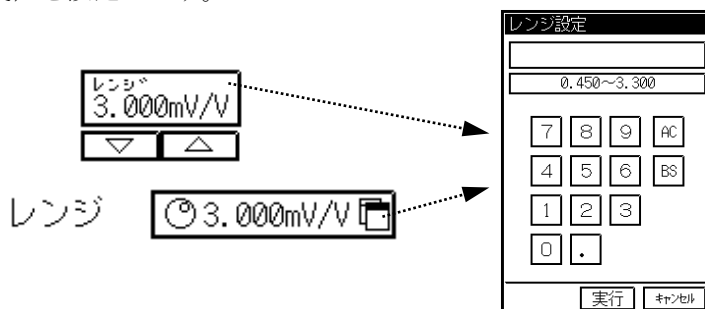 レンジ
3.000mV/V
レンジ 3.000mV/V
レンジ設定
0.450～3.300
7 8 9 AC
4 5 6 BS
1 2 3
0 .
実行 キャンセル